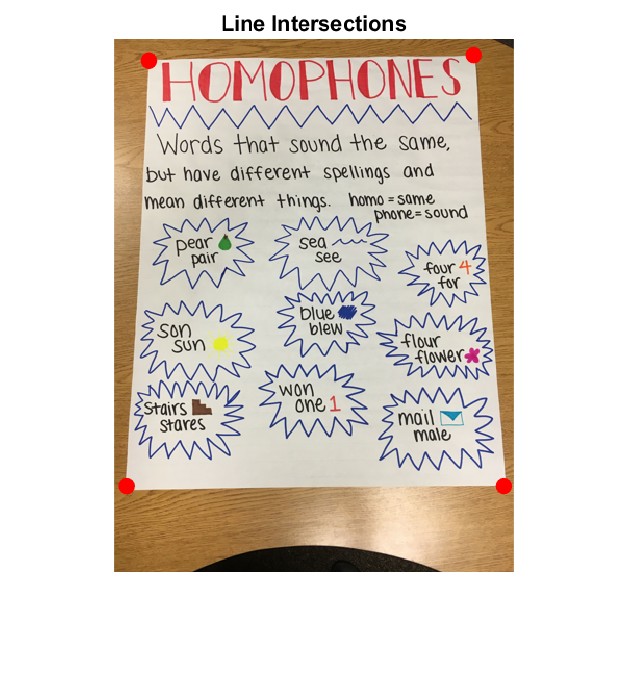 Line Intersections
HOMOPHONES
Words that sound the same,
but have different spellings and
mean different things. homo = same
phone = sound
pear
pair
sea
see
four 4
for
son
sun
blue
blew
flour
flower
stairs
stares
won
one 1
mail
male